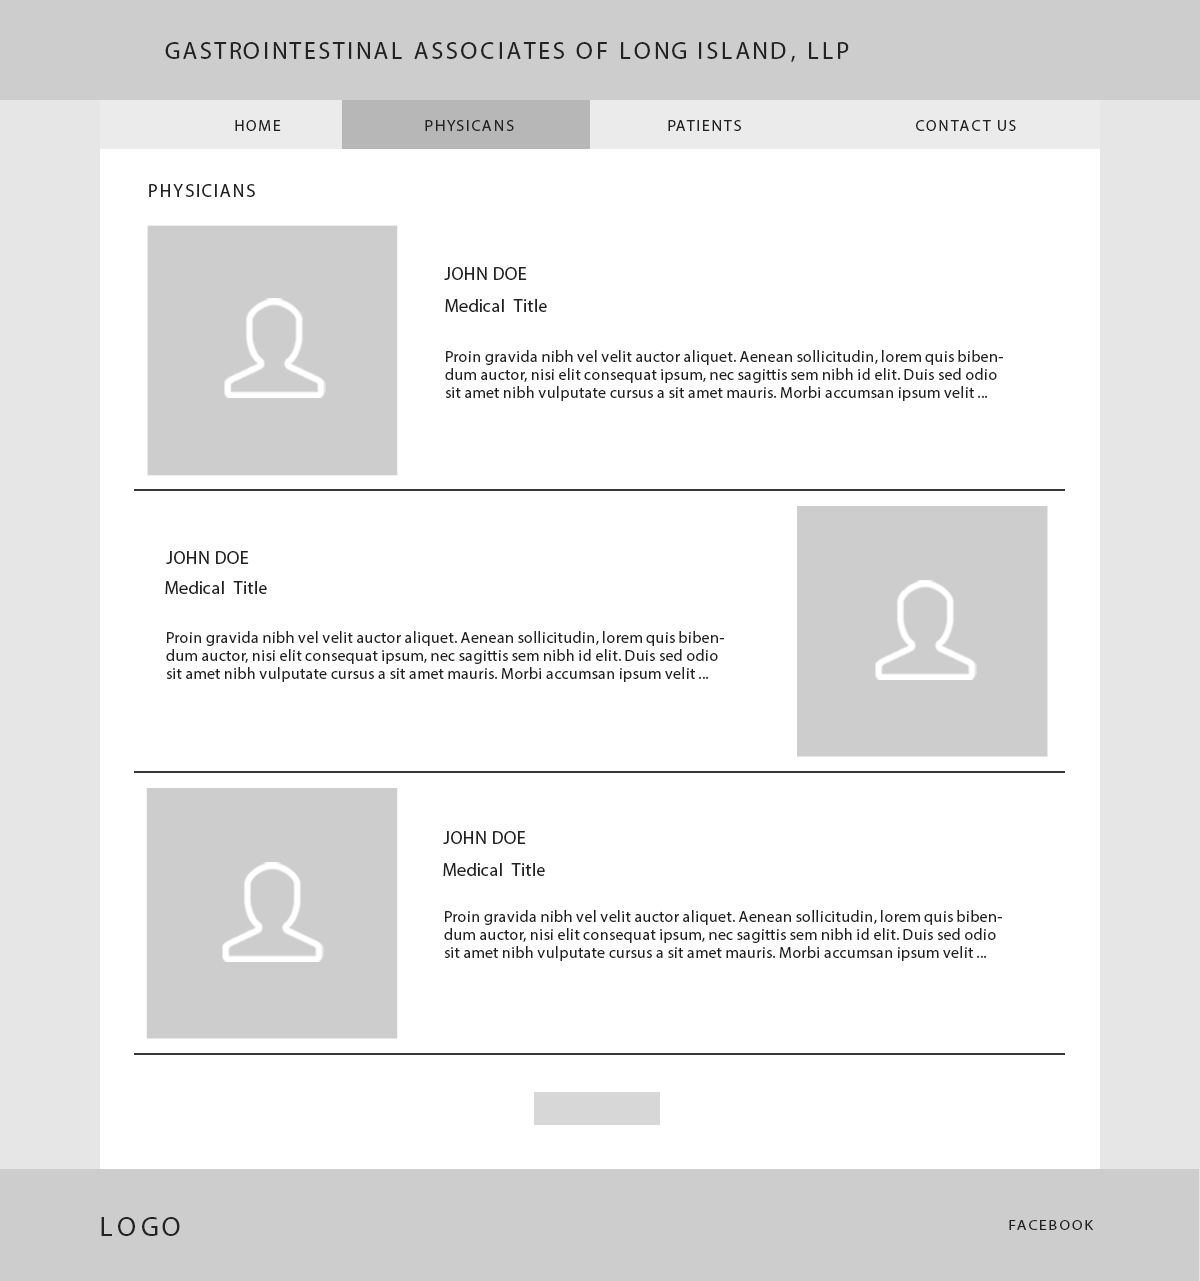 GASTROINTESTINAL ASSOCIATES OF LONG ISLAND, LLP
HOME PHYSICANS PATIENTS CONTACT US
PHYSICIANS
JOHN DOE
Medical Title
Proin gravida nibh vel velit auctor aliquet. Aenean sollicitudin, lorem quis biben-
dum auctor, nisi elit consequat ipsum, nec sagittis sem nibh id elit. Duis sed odio
sit amet nibh vulputate cursus a sit amet mauris. Morbi accumsan ipsum velit ...
JOHN DOE
Medical Title
Proin gravida nibh vel velit auctor aliquet. Aenean sollicitudin, lorem quis biben-
dum auctor, nisi elit consequat ipsum, nec sagittis sem nibh id elit. Duis sed odio
sit amet nibh vulputate cursus a sit amet mauris. Morbi accumsan ipsum velit ...
JOHN DOE
Medical Title
Proin gravida nibh vel velit auctor aliquet. Aenean sollicitudin, lorem quis biben-
dum auctor, nisi elit consequat ipsum, nec sagittis sem nibh id elit. Duis sed odio
sit amet nibh vulputate cursus a sit amet mauris. Morbi accumsan ipsum velit ...
LOGO FACEBOOK